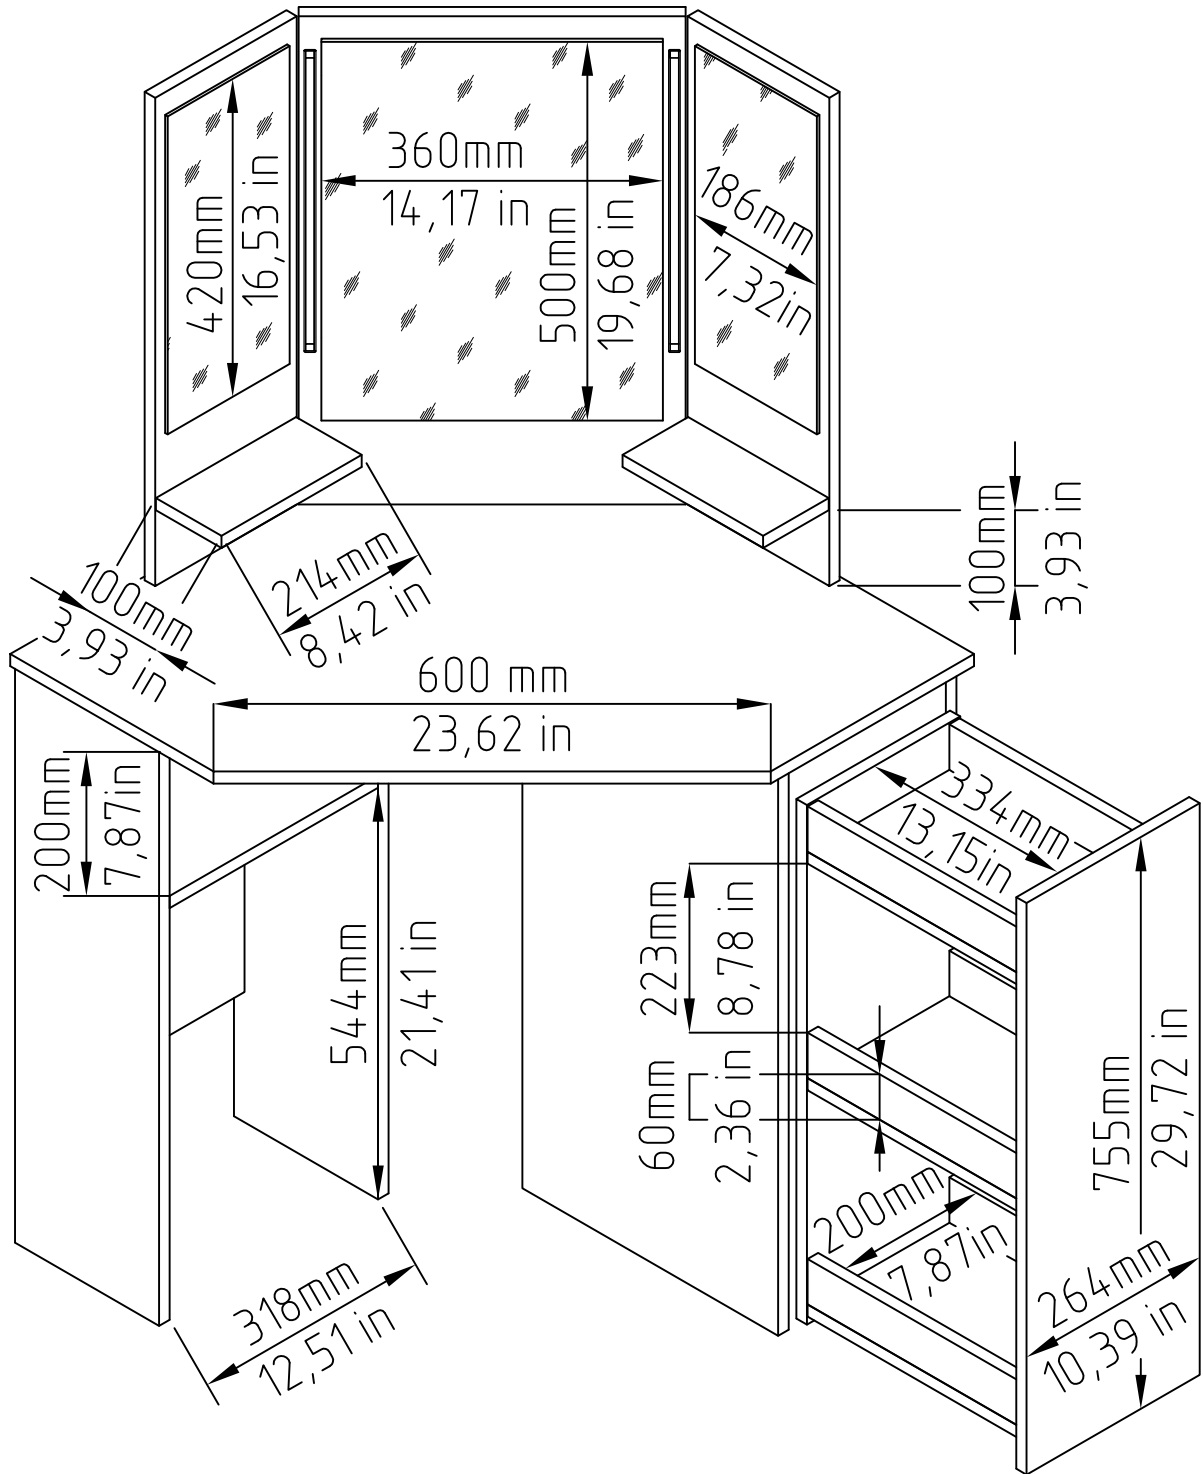 360mm
14,17 in
420mm
16,53 in
500mm
19,68 in
186mm
7,32in
100mm
3,93 in
214mm
8,42 in
100mm
3,93 in
600 mm
23,62 in
200mm
7,87in
334mm
13,15in
544mm
21,41 in
223mm
8,78 in
60mm
2,36 in
755mm
29,72 in
200mm
7,87in
318mm
12,51 in
264mm
10,39 in